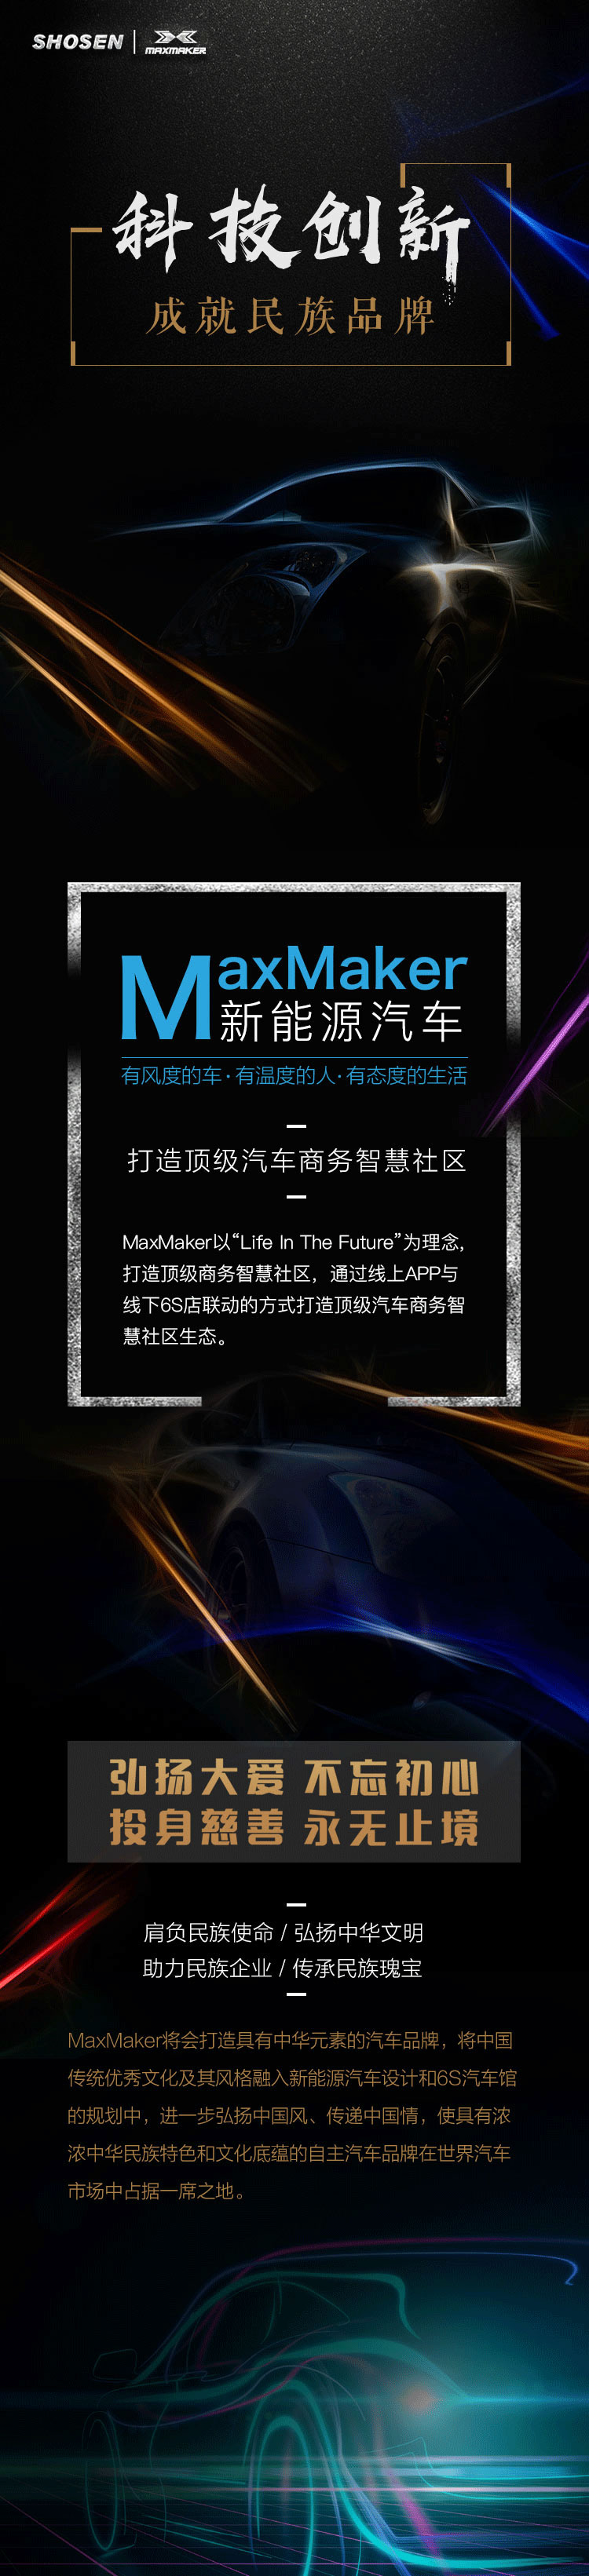 SHOSEN
MAXMAKER
科技创新
成就民族品牌
MaxMaker
新能源汽车
有风度的车·有温度的人·有态度的生活
打造顶级汽车商务智慧社区
MaxMaker以“Life In The Future”为理念,
打造顶级商务智慧社区，通过线上APP与
线下6S店联动的方式打造顶级汽车商务智
慧社区生态。
弘扬大爱 不忘初心
投身慈善 永无止境
肩负民族使命 / 弘扬中华文明
助力民族企业 / 传承民族瑰宝
MaxMaker将会打造具有中华元素的汽车品牌，将中国
传统优秀文化及其风格融入新能源汽车设计和6S汽车馆
的规划中，进一步弘扬中国风、传递中国情，使具有浓
浓中华民族特色和文化底蕴的自主汽车品牌在世界汽车
市场中占据一席之地。